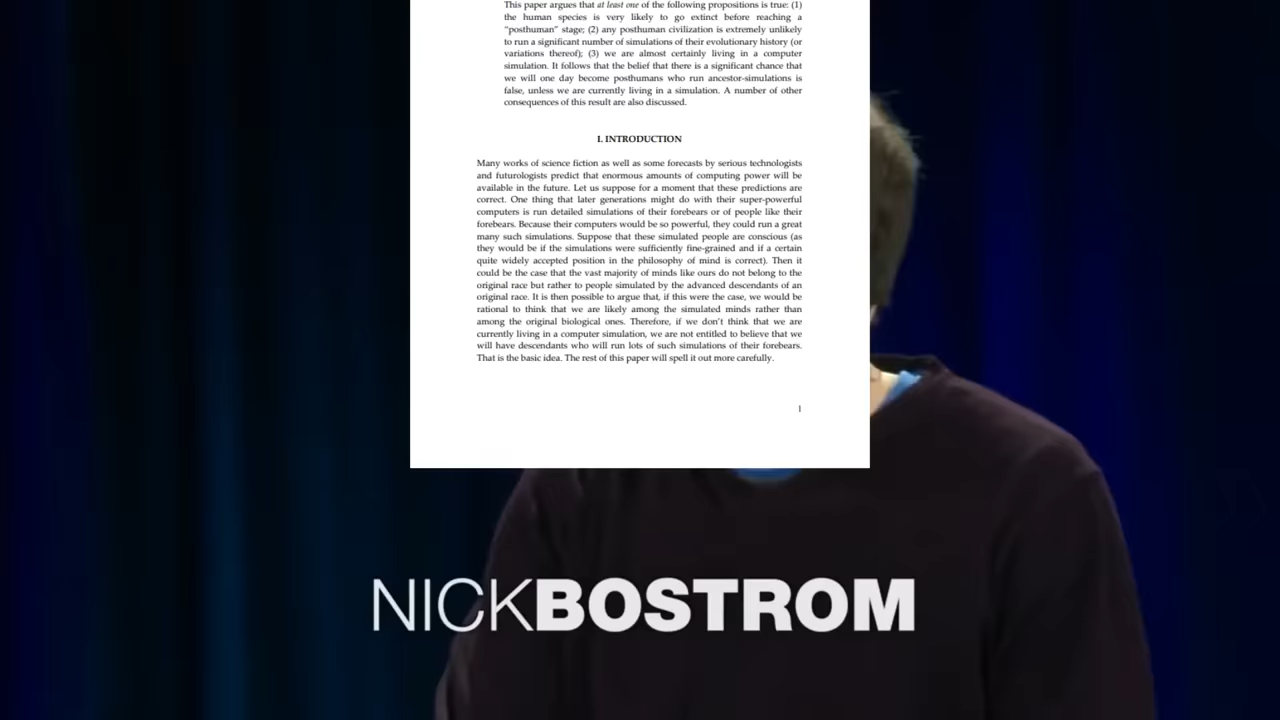 This paper argues that at least one of the following propositions is true: (1)
the human species is very likely to go extinct before reaching a
“posthuman” stage; (2) any posthuman civilization is extremely unlikely
to run a significant number of simulations of their evolutionary history (or
variations thereof); (3) we are almost certainly living in a computer
simulation. It follows that the belief that there is a significant chance that
we will one day become posthumans who run ancestor-simulations is
false, unless we are currently living in a simulation. A number of other
consequences of this result are also discussed.
I. INTRODUCTION
Many works of science fiction as well as some forecasts by serious technologists
and futurologists predict that enormous amounts of computing power will be
available in the future. Let us suppose for a moment that these predictions are
correct. One thing that later generations might do with their super-powerful
computers is run detailed simulations of their forebears or of people like their
forebears. Because their computers would be so powerful, they could run a great
many such simulations. Suppose that these simulated people are conscious (as
they would be if the simulations were sufficiently fine-grained and if a certain
quite widely accepted position in the philosophy of mind is correct). Then it
could be the case that the vast majority of minds like ours do not belong to the
original race but rather to people simulated by the advanced descendants of an
original race. It is then possible to argue that, if this were the case, we would be
rational to think that we are likely among the simulated minds rather than
among the original biological ones. Therefore, if we don’t think that we are
currently living in a computer simulation, we are not entitled to believe that we
will have descendants who will run lots of such simulations of their forebears.
That is the basic idea. The rest of this paper will spell it out more carefully.
1
NICKBOSTROM